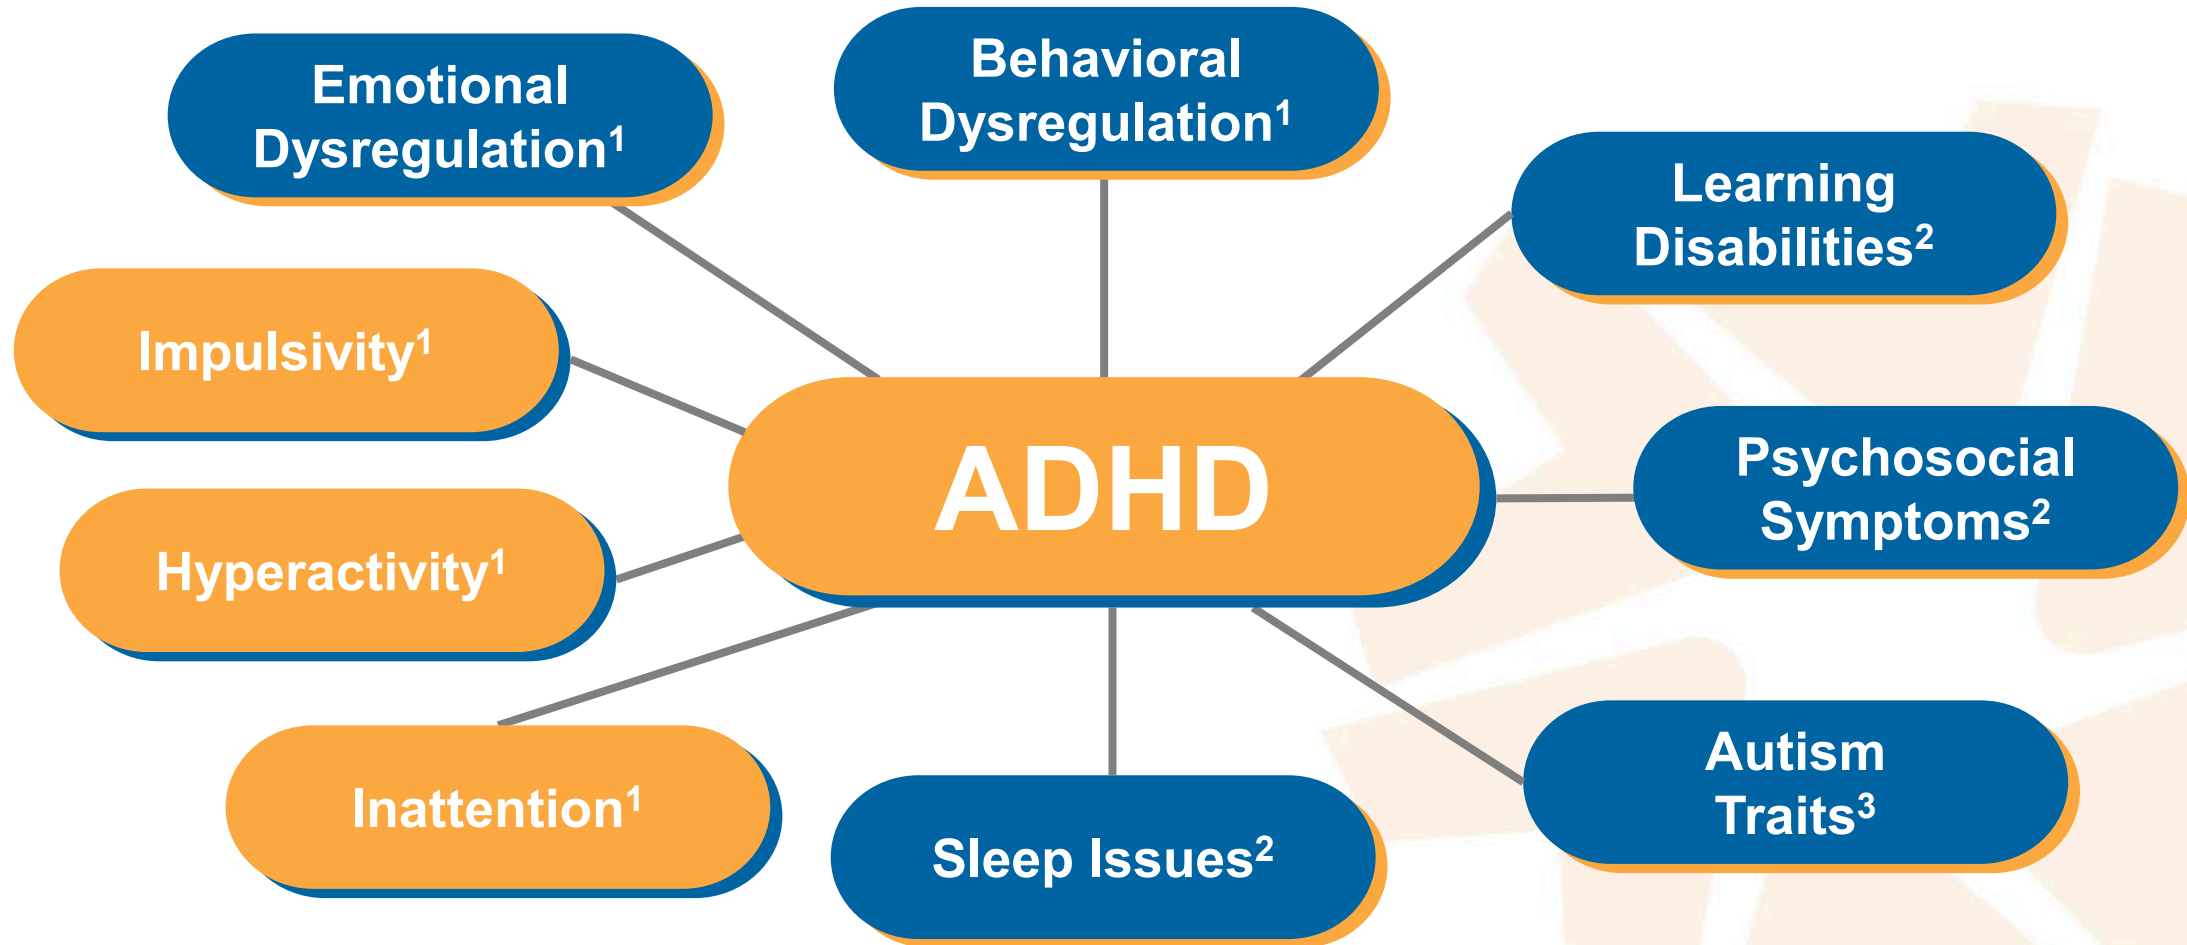 Emotional
Dysregulation¹
Behavioral
Dysregulation¹
Learning
Disabilities²
Impulsivity¹
ADHD
Psychosocial
Symptoms²
Hyperactivity¹
Inattention¹
Sleep Issues²
Autism
Traits³